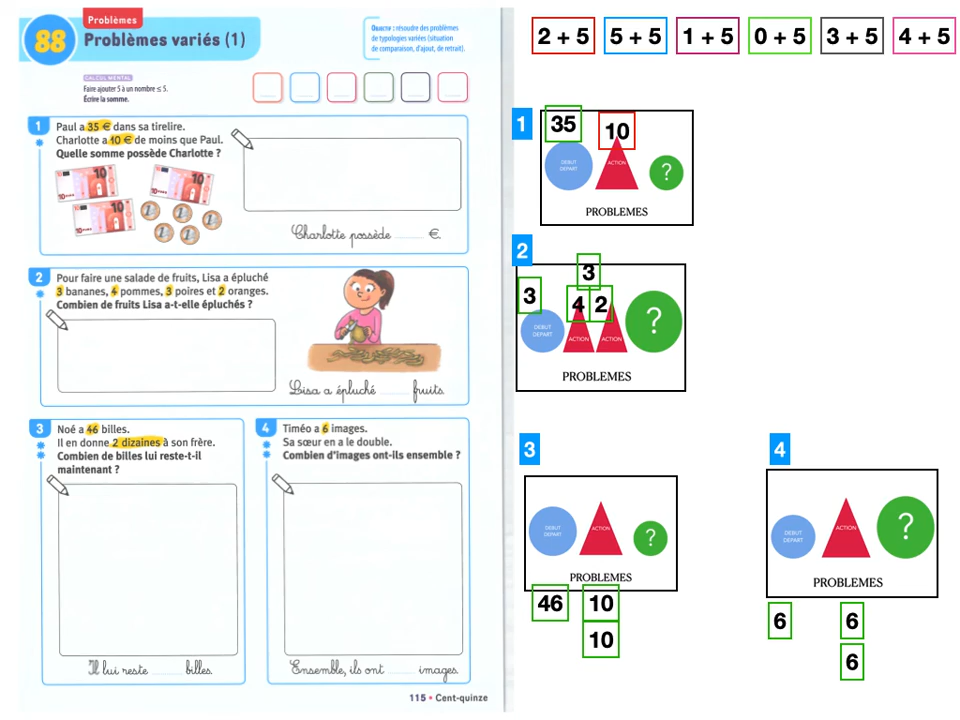 Problèmes
88 Problèmes variés (1)
OBJECTIF : résoudre des problèmes
de typologies variées (situation
de comparaison, d'ajout, de retrait).
CALCUL MENTAL
Faire ajouter 5 à un nombre ≤ 5.
Écrire la somme.
1 Paul a 35 € dans sa tirelire.
Charlotte a 10 € de moins que Paul.
Quelle somme possède Charlotte ?
Charlotte possède €.
2 Pour faire une salade de fruits, Lisa a épluché
3 bananes, 4 pommes, 3 poires et 2 oranges.
Combien de fruits Lisa a-t-elle épluchés ?
Lisa a épluché fruits.
3 Noé a 46 billes.
Il en donne 2 dizaines à son frère.
Combien de billes lui reste-t-il
maintenant ?
Il lui reste billes.
4 Timéo a 6 images.
Sa sœur en a le double.
Combien d'images ont-ils ensemble ?
Ensemble, ils ont images.
115 • Cent-quinze
2 + 5 5 + 5 1 + 5 0 + 5 3 + 5 4 + 5
1
35 10
DEBUT
DEPART
ACTION
?
PROBLEMES
2
3
3 4 2
DEBUT
DEPART
ACTION ACTION
?
PROBLEMES
3
DEBUT
DEPART
ACTION
?
PROBLEMES
46 10
10
4
DEBUT
DEPART
ACTION
?
PROBLEMES
6 6
6